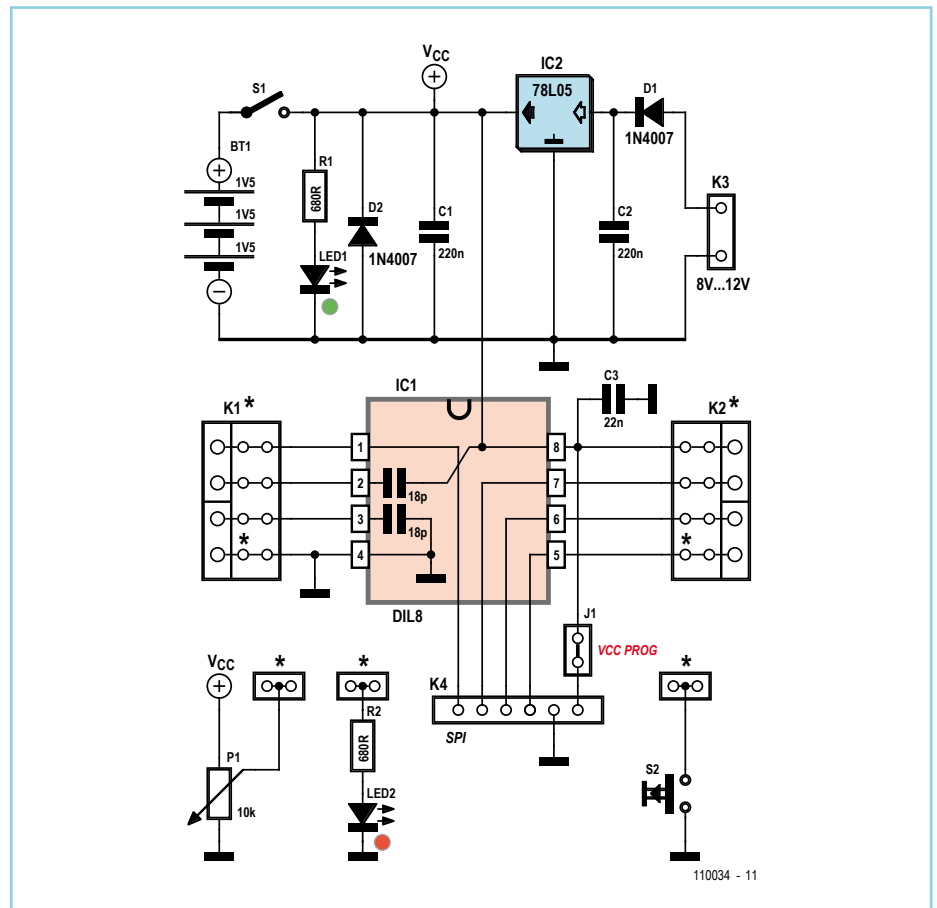 VCC
IC2
S1
78L05
D1
1N4007
BT1
R1
K3
1V5
680R
D2
C1
C2
1V5
1N4007
220n
220n
1V5
LED1
8V...12V
IC1
C3
K1*
22n
K2*
1
8
2
18p
7
3
18p
6
*
4
5
*
DIL8
J1
VCC PROG
VCC
*
*
K4
*
R2
SPI
680R
P1
S2
10k
LED2
110034 - 11